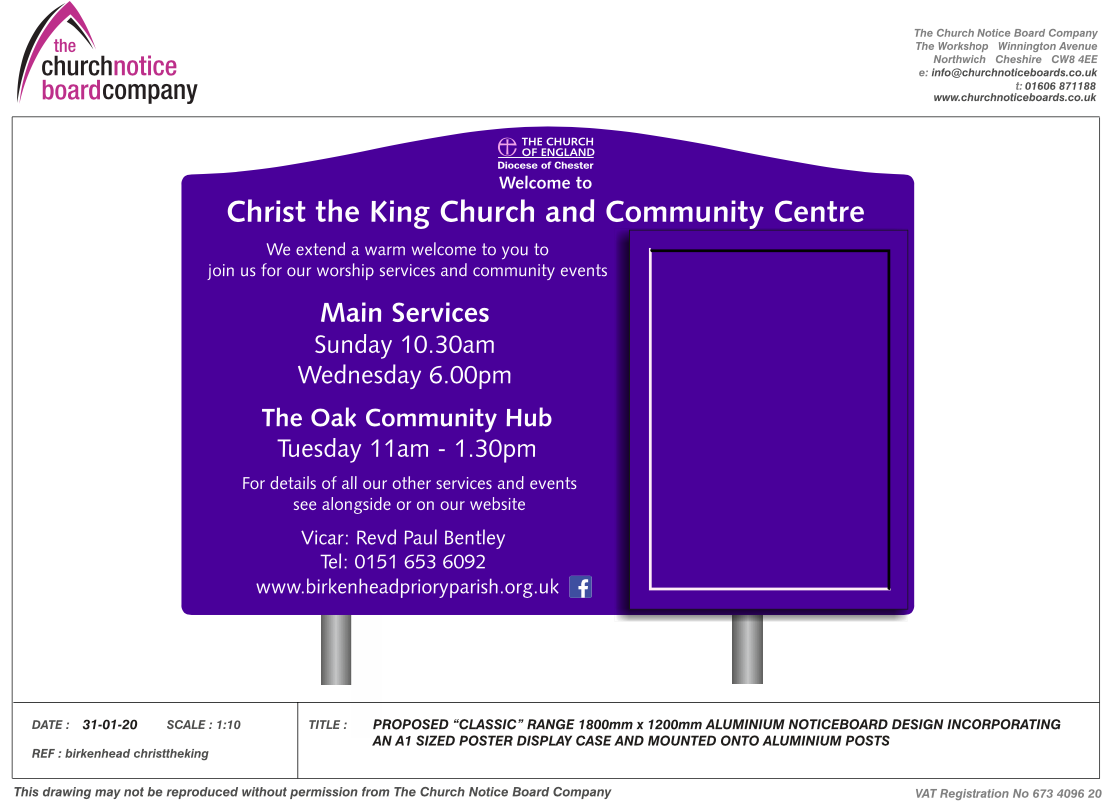 the
churchnotice
boardcompany
The Church Notice Board Company
The Workshop Winnington Avenue
Northwich Cheshire CW8 4EE
e: info@churchnoticeboards.co.uk
t: 01606 871188
www.churchnoticeboards.co.uk
THE CHURCH
OF ENGLAND
Diocese of Chester
Welcome to
Christ the King Church and Community Centre
We extend a warm welcome to you to
join us for our worship services and community events
Main Services
Sunday 10.30am
Wednesday 6.00pm
The Oak Community Hub
Tuesday 11am - 1.30pm
For details of all our other services and events
see alongside or on our website
Vicar: Revd Paul Bentley
Tel: 0151 653 6092
www.birkenheadprioryparish.org.uk f
DATE : 31-01-20 SCALE : 1:10
REF : birkenhead christtheking
TITLE : PROPOSED “CLASSIC” RANGE 1800mm x 1200mm ALUMINIUM NOTICEBOARD DESIGN INCORPORATING
AN A1 SIZED POSTER DISPLAY CASE AND MOUNTED ONTO ALUMINIUM POSTS
This drawing may not be reproduced without permission from The Church Notice Board Company
VAT Registration No 673 4096 20